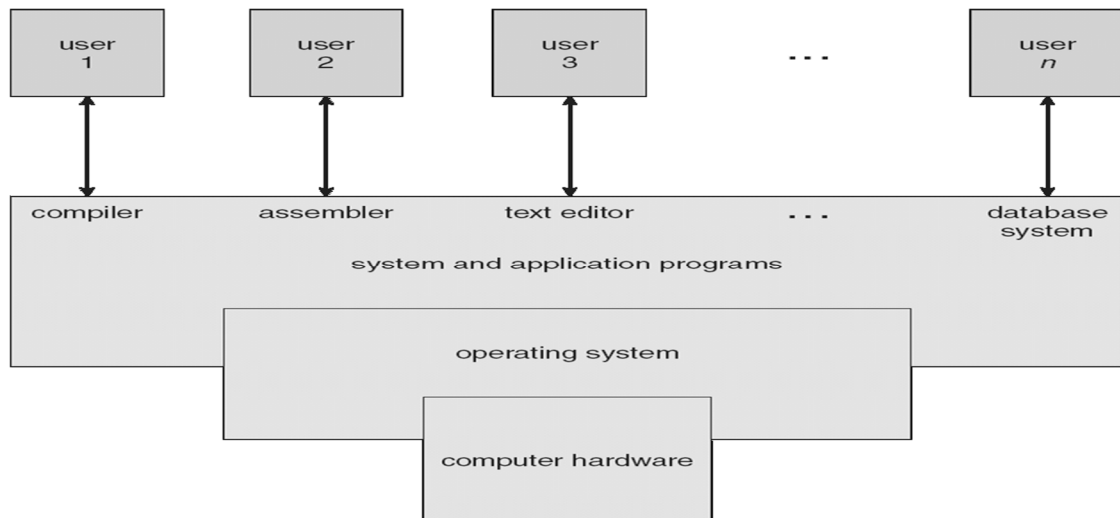 user
1
user
2
user
3
...
user
n
compiler
assembler
text editor
...
database
system
system and application programs
operating system
computer hardware